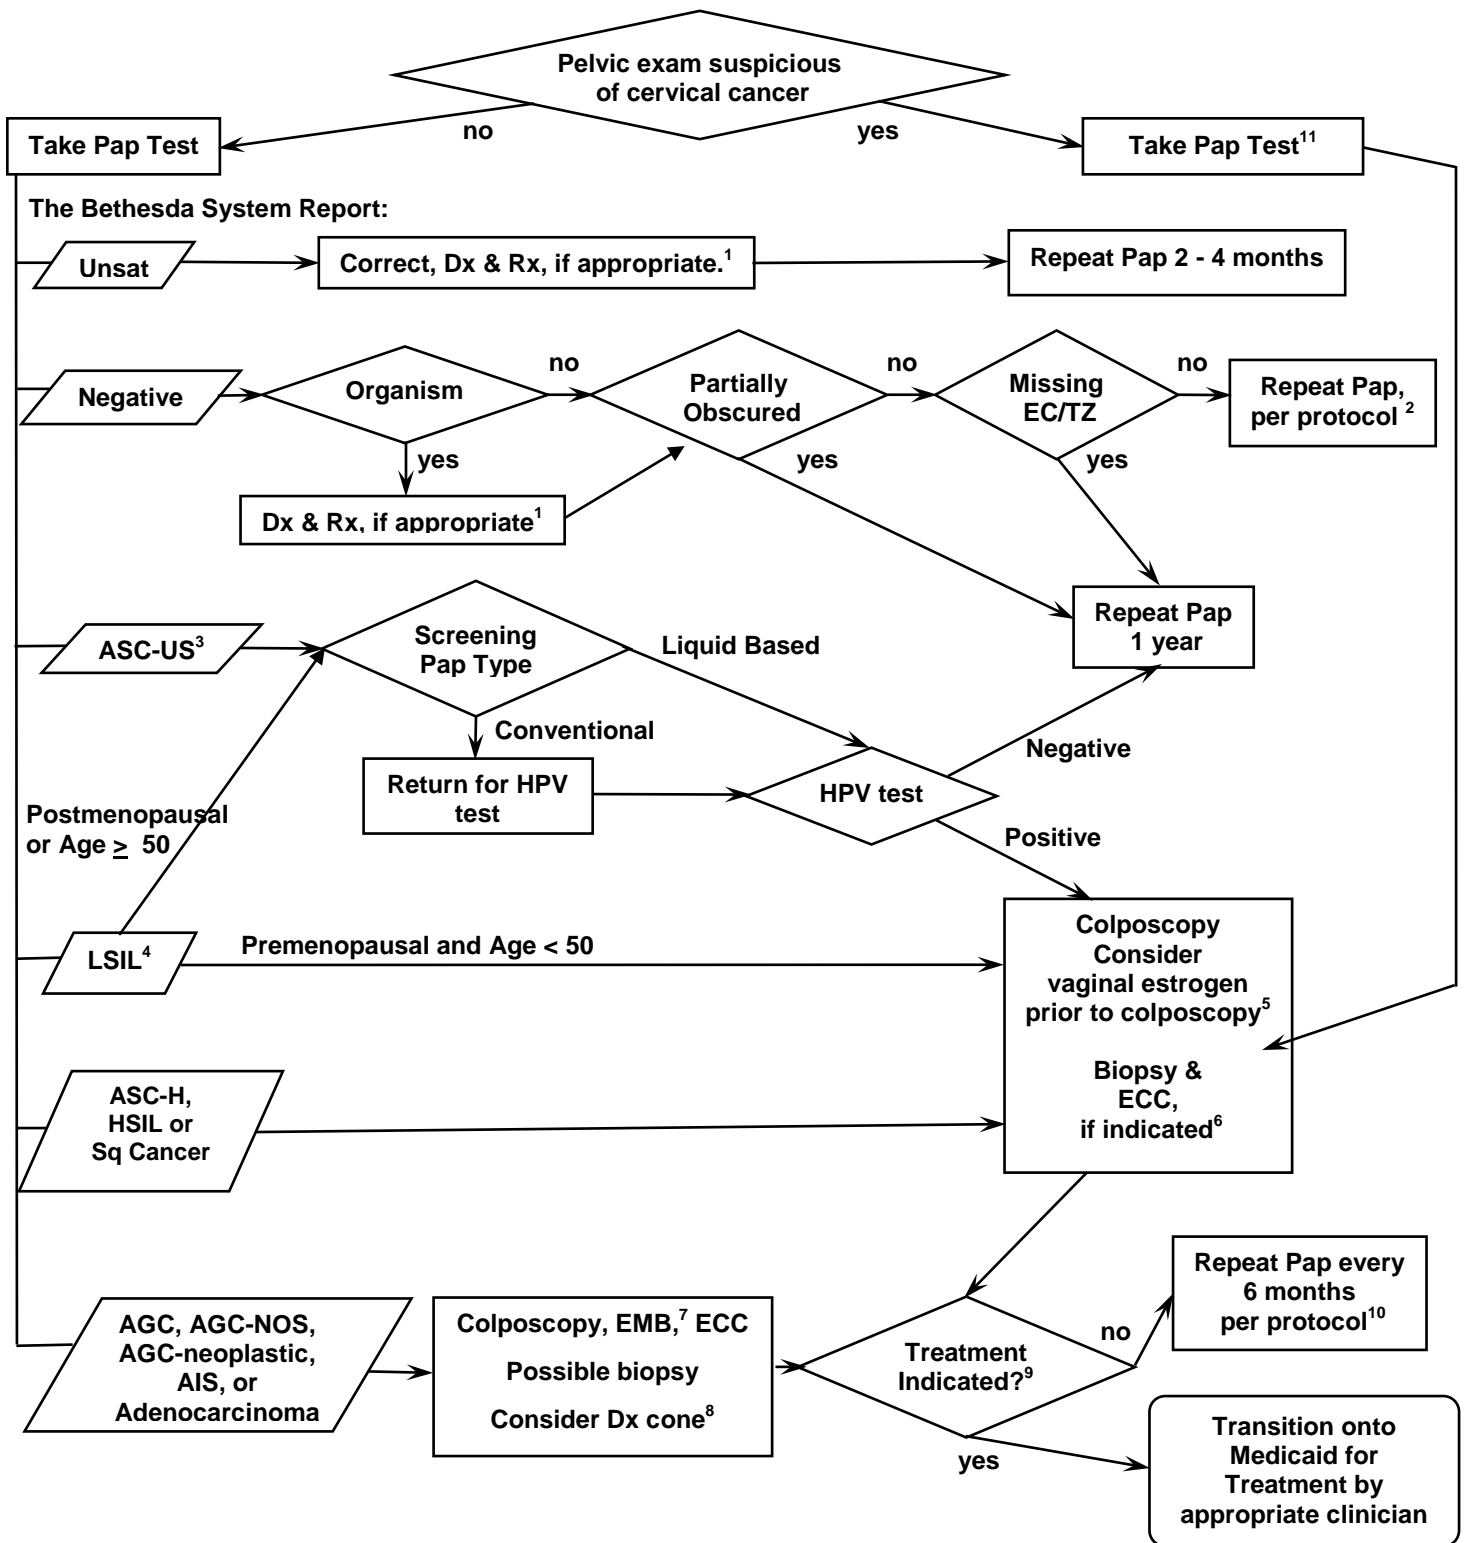 Pelvic exam suspicious
of cervical cancer
no
yes
Take Pap Test
Take Pap Test11
The Bethesda System Report:
Unsat
Correct, Dx & Rx, if appropriate.1
Repeat Pap 2 - 4 months
Negative
Organism
no
Partially
Obscured
no
Missing
EC/TZ
no
Repeat Pap,
per protocol 2
yes
yes
yes
Dx & Rx, if appropriate1
Repeat Pap
1 year
ASC-US3
Screening
Pap Type
Liquid Based
Conventional
Negative
Return for HPV
test
HPV test
Positive
Postmenopausal
or Age ≥ 50
LSIL4
Premenopausal and Age < 50
Colposcopy
Consider
vaginal estrogen
prior to colposcopy5
Biopsy &
ECC,
if indicated6
ASC-H,
HSIL or
Sq Cancer
AGC, AGC-NOS,
AGC-neoplastic,
AIS, or
Adenocarcinoma
Colposcopy, EMB,7 ECC
Possible biopsy
Consider Dx cone8
Treatment
Indicated?9
no
Repeat Pap every
6 months
per protocol10
yes
Transition onto
Medicaid for
Treatment by
appropriate clinician